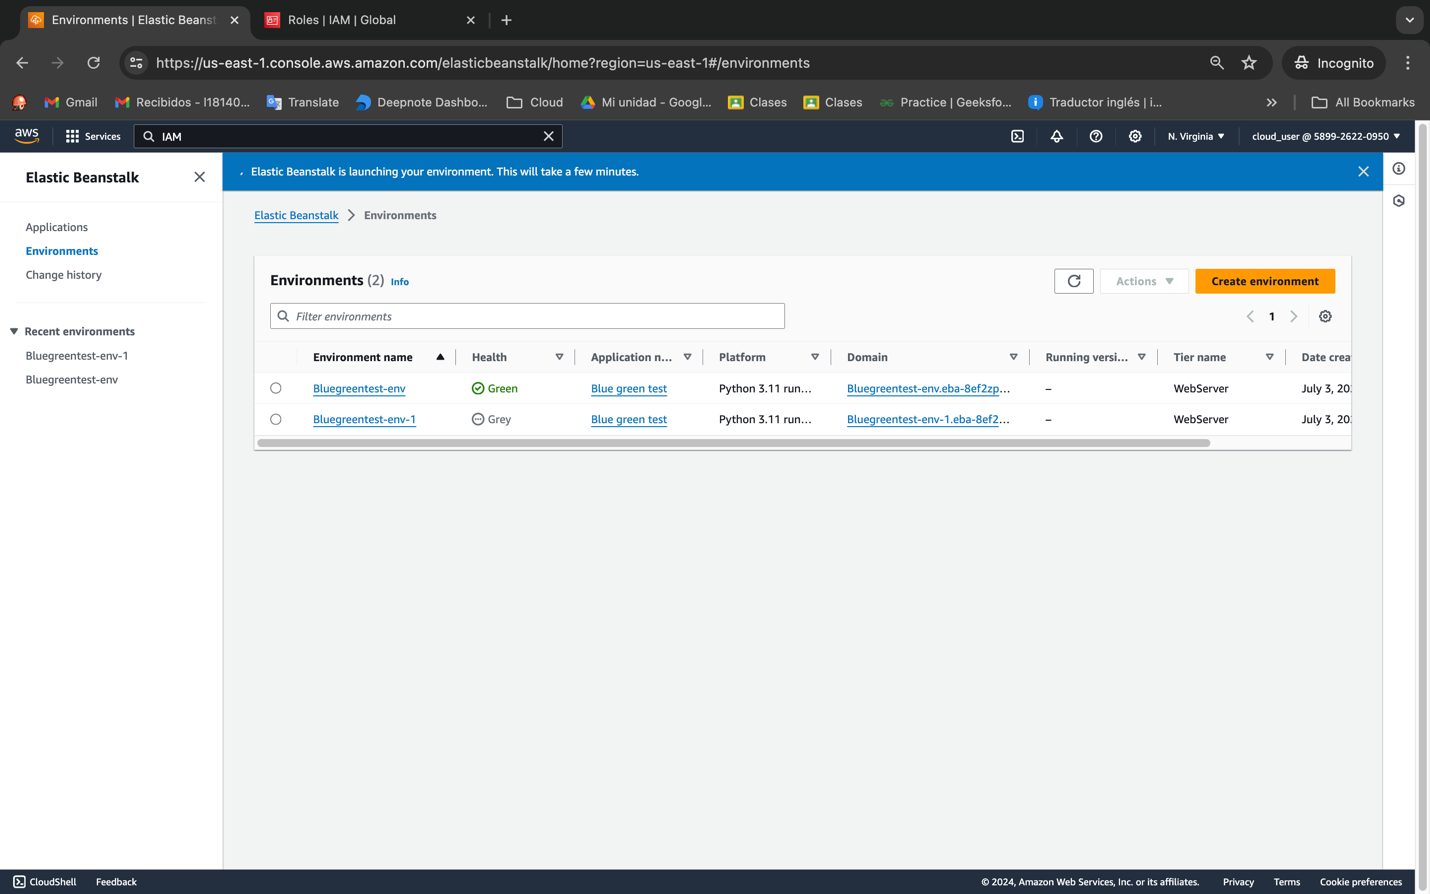 Environments | Elastic Beanst
Roles | IAM | Global
https://us-east-1.console.aws.amazon.com/elasticbeanstalk/home?region=us-east-1#/environments
Incognito
Gmail
Recibidos - l18140...
Translate
Deepnote Dashbo...
Cloud
Mi unidad - Googl...
Clases
Clases
Practice | Geeksfo...
Traductor inglés | i...
All Bookmarks
aws
Services
IAM
N. Virginia
cloud_user @ 5899-2622-0950
Elastic Beanstalk
Applications
Environments
Change history
Recent environments
Bluegreentest-env-1
Bluegreentest-env
Elastic Beanstalk is launching your environment. This will take a few minutes.
Elastic Beanstalk > Environments
Environments (2) Info
Actions
Create environment
Filter environments
1
Environment name Health Application n... Platform Domain Running versi... Tier name Date crea
Bluegreentest-env Green Blue green test Python 3.11 run... Bluegreentest-env.eba-8ef2zp... – WebServer July 3, 20
Bluegreentest-env-1 Grey Blue green test Python 3.11 run... Bluegreentest-env-1.eba-8ef2... – WebServer July 3, 20
CloudShell Feedback
© 2024, Amazon Web Services, Inc. or its affiliates. Privacy Terms Cookie preferences